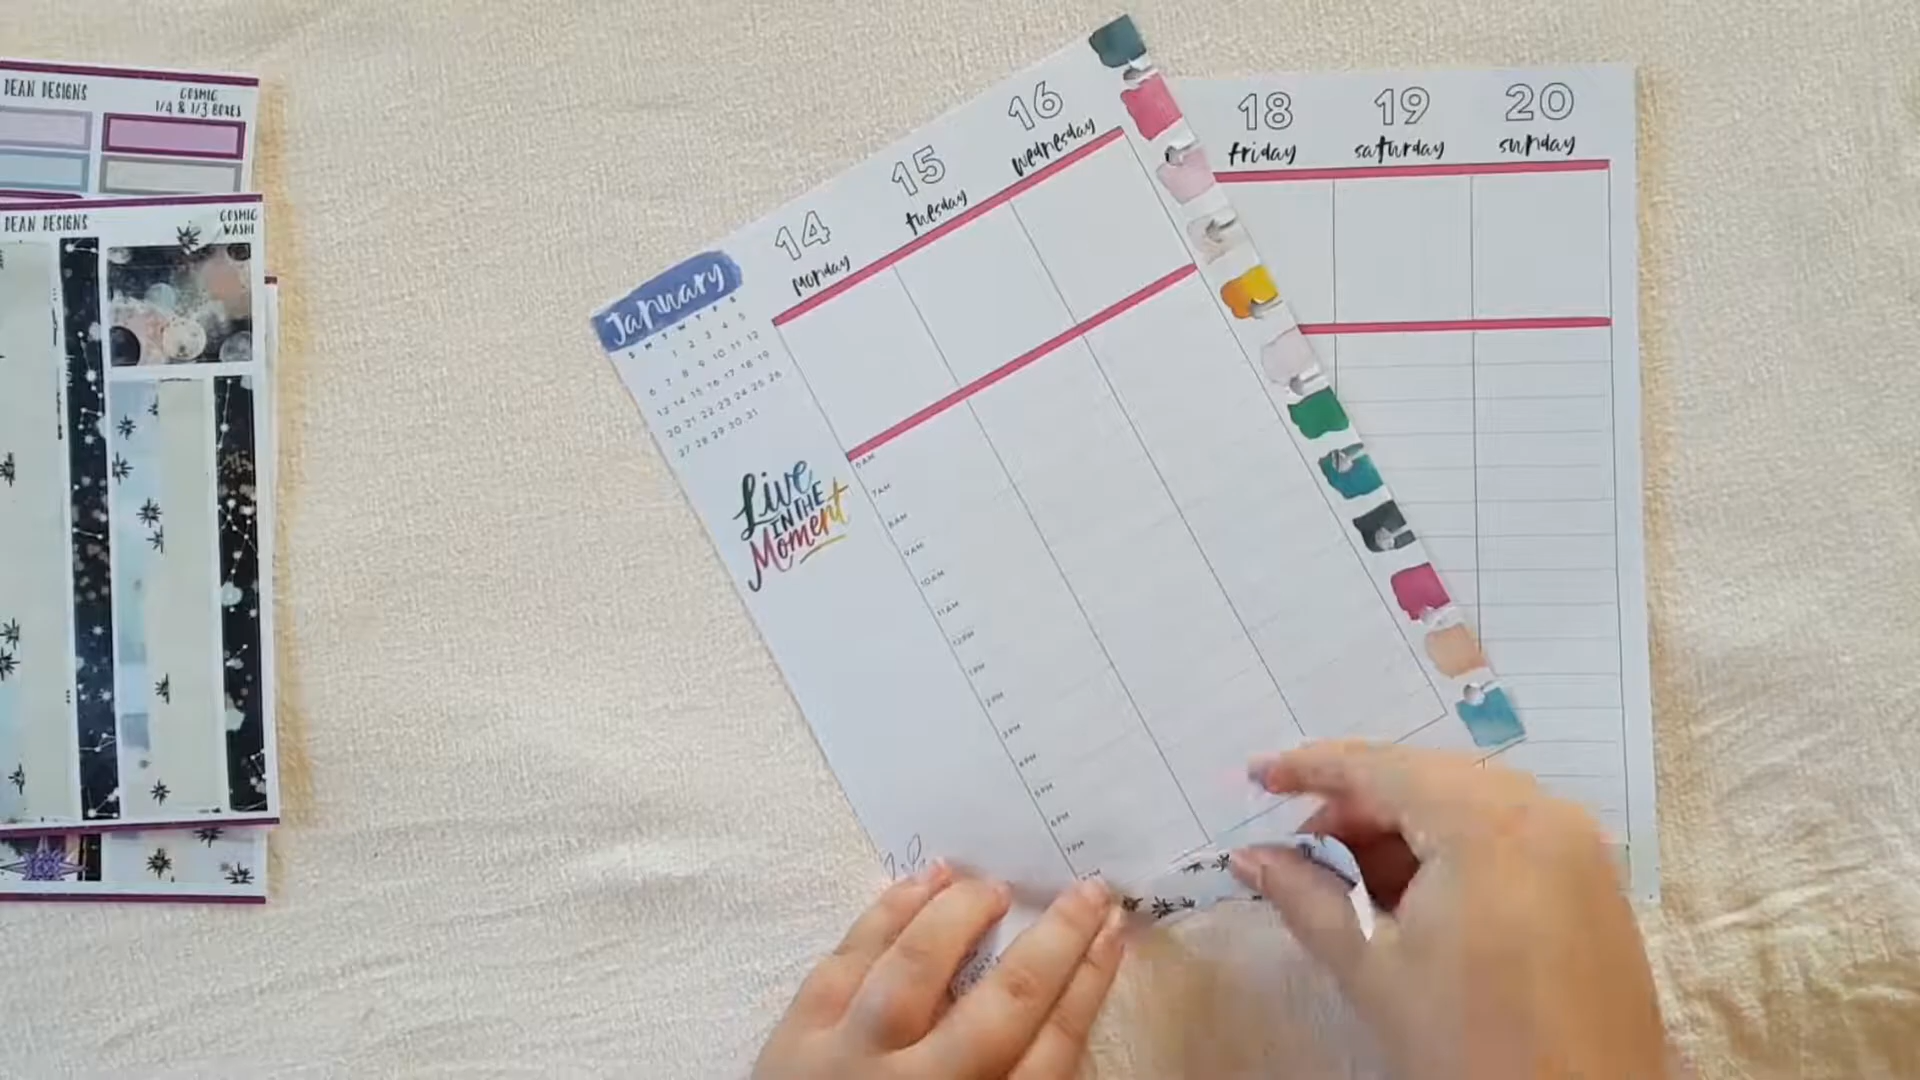 DEAN DESIGNS
COSMIC
1/4 & 1/3 BOXES
DEAN DESIGNS
COSMIC
WASHI
January
S M T W T F S
1 2 3 4 5
6 7 8 9 10 11 12
13 14 15 16 17 18 19
20 21 22 23 24 25 26
27 28 29 30 31
Live
IN THE
Moment
14
Monday
15
tuesday
16
wednesday
18
friday
19
saturday
20
sunday
6AM
7AM
8AM
9AM
10AM
11AM
12PM
1PM
2PM
3PM
4PM
5PM
6PM
7PM